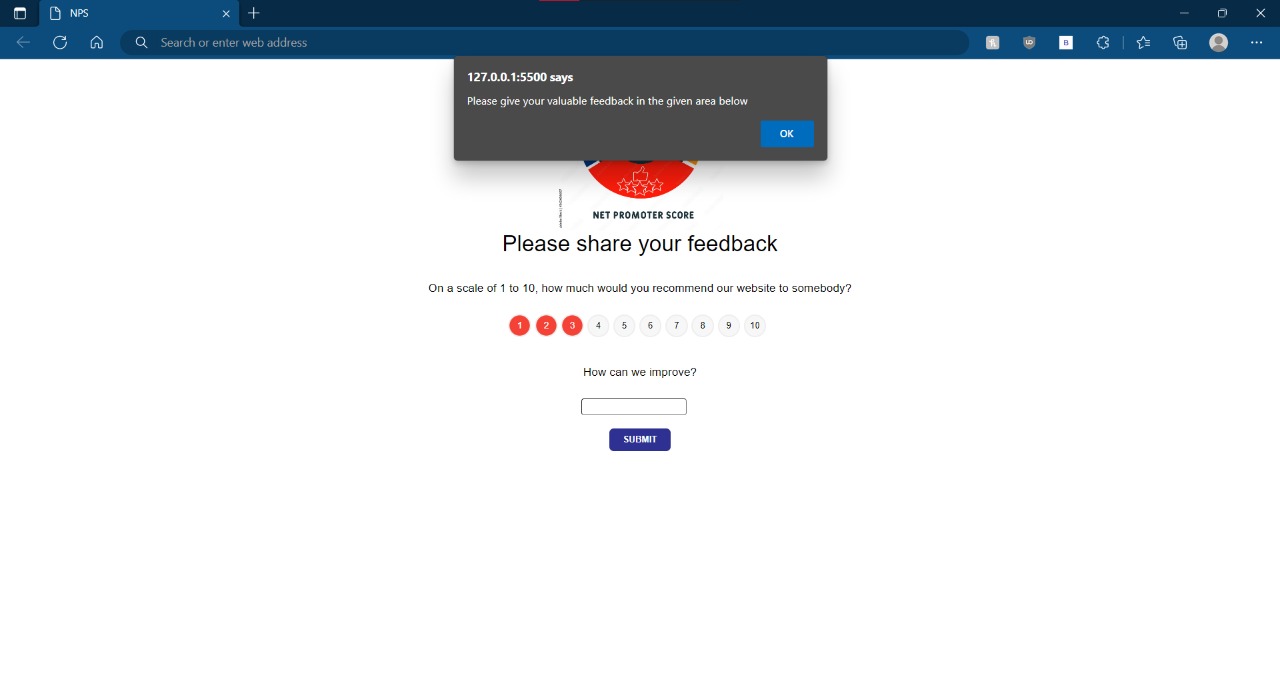 NPS
Search or enter web address
127.0.0.1:5500 says
Please give your valuable feedback in the given area below
OK
NET PROMOTER SCORE
Please share your feedback
On a scale of 1 to 10, how much would you recommend our website to somebody?
1 2 3 4 5 6 7 8 9 10
How can we improve?
SUBMIT